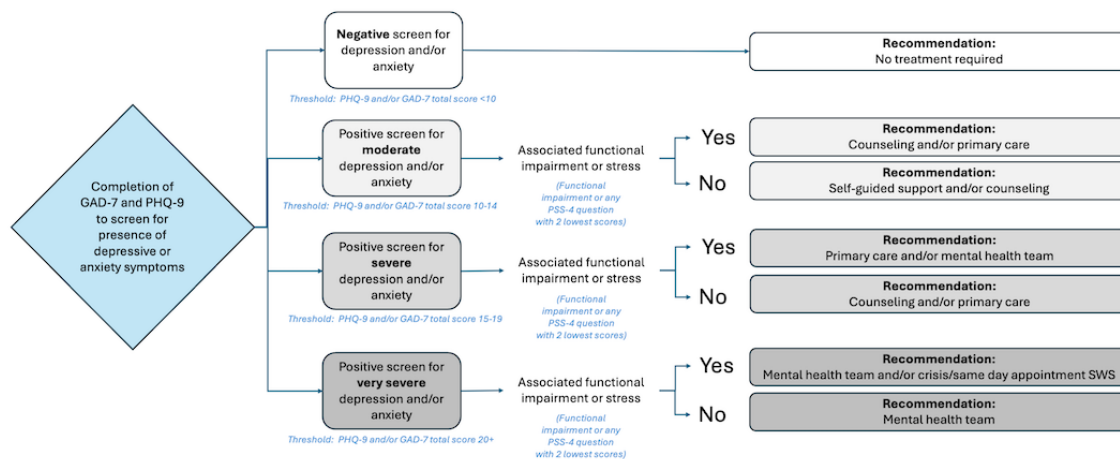 Completion of
GAD-7 and PHQ-9
to screen for
presence of
depressive or
anxiety symptoms
Negative screen for
depression and/or
anxiety
Threshold: PHQ-9 and/or GAD-7 total score <10
Recommendation:
No treatment required
Positive screen for
moderate
depression and/or
anxiety
Threshold: PHQ-9 and/or GAD-7 total score 10-14
Associated functional
impairment or stress
(Functional
impairment or any
PSS-4 question
with 2 lowest scores)
Yes
Recommendation:
Counseling and/or primary care
No
Recommendation:
Self-guided support and/or counseling
Positive screen for
severe
depression and/or
anxiety
Threshold: PHQ-9 and/or GAD-7 total score 15-19
Associated functional
impairment or stress
(Functional
impairment or any
PSS-4 question
with 2 lowest scores)
Yes
Recommendation:
Primary care and/or mental health team
No
Recommendation:
Counseling and/or primary care
Positive screen for
very severe
depression and/or
anxiety
Threshold: PHQ-9 and/or GAD-7 total score 20+
Associated functional
impairment or stress
(Functional
impairment or any
PSS-4 question
with 2 lowest scores)
Yes
Recommendation:
Mental health team and/or crisis/same day appointment SWS
No
Recommendation:
Mental health team